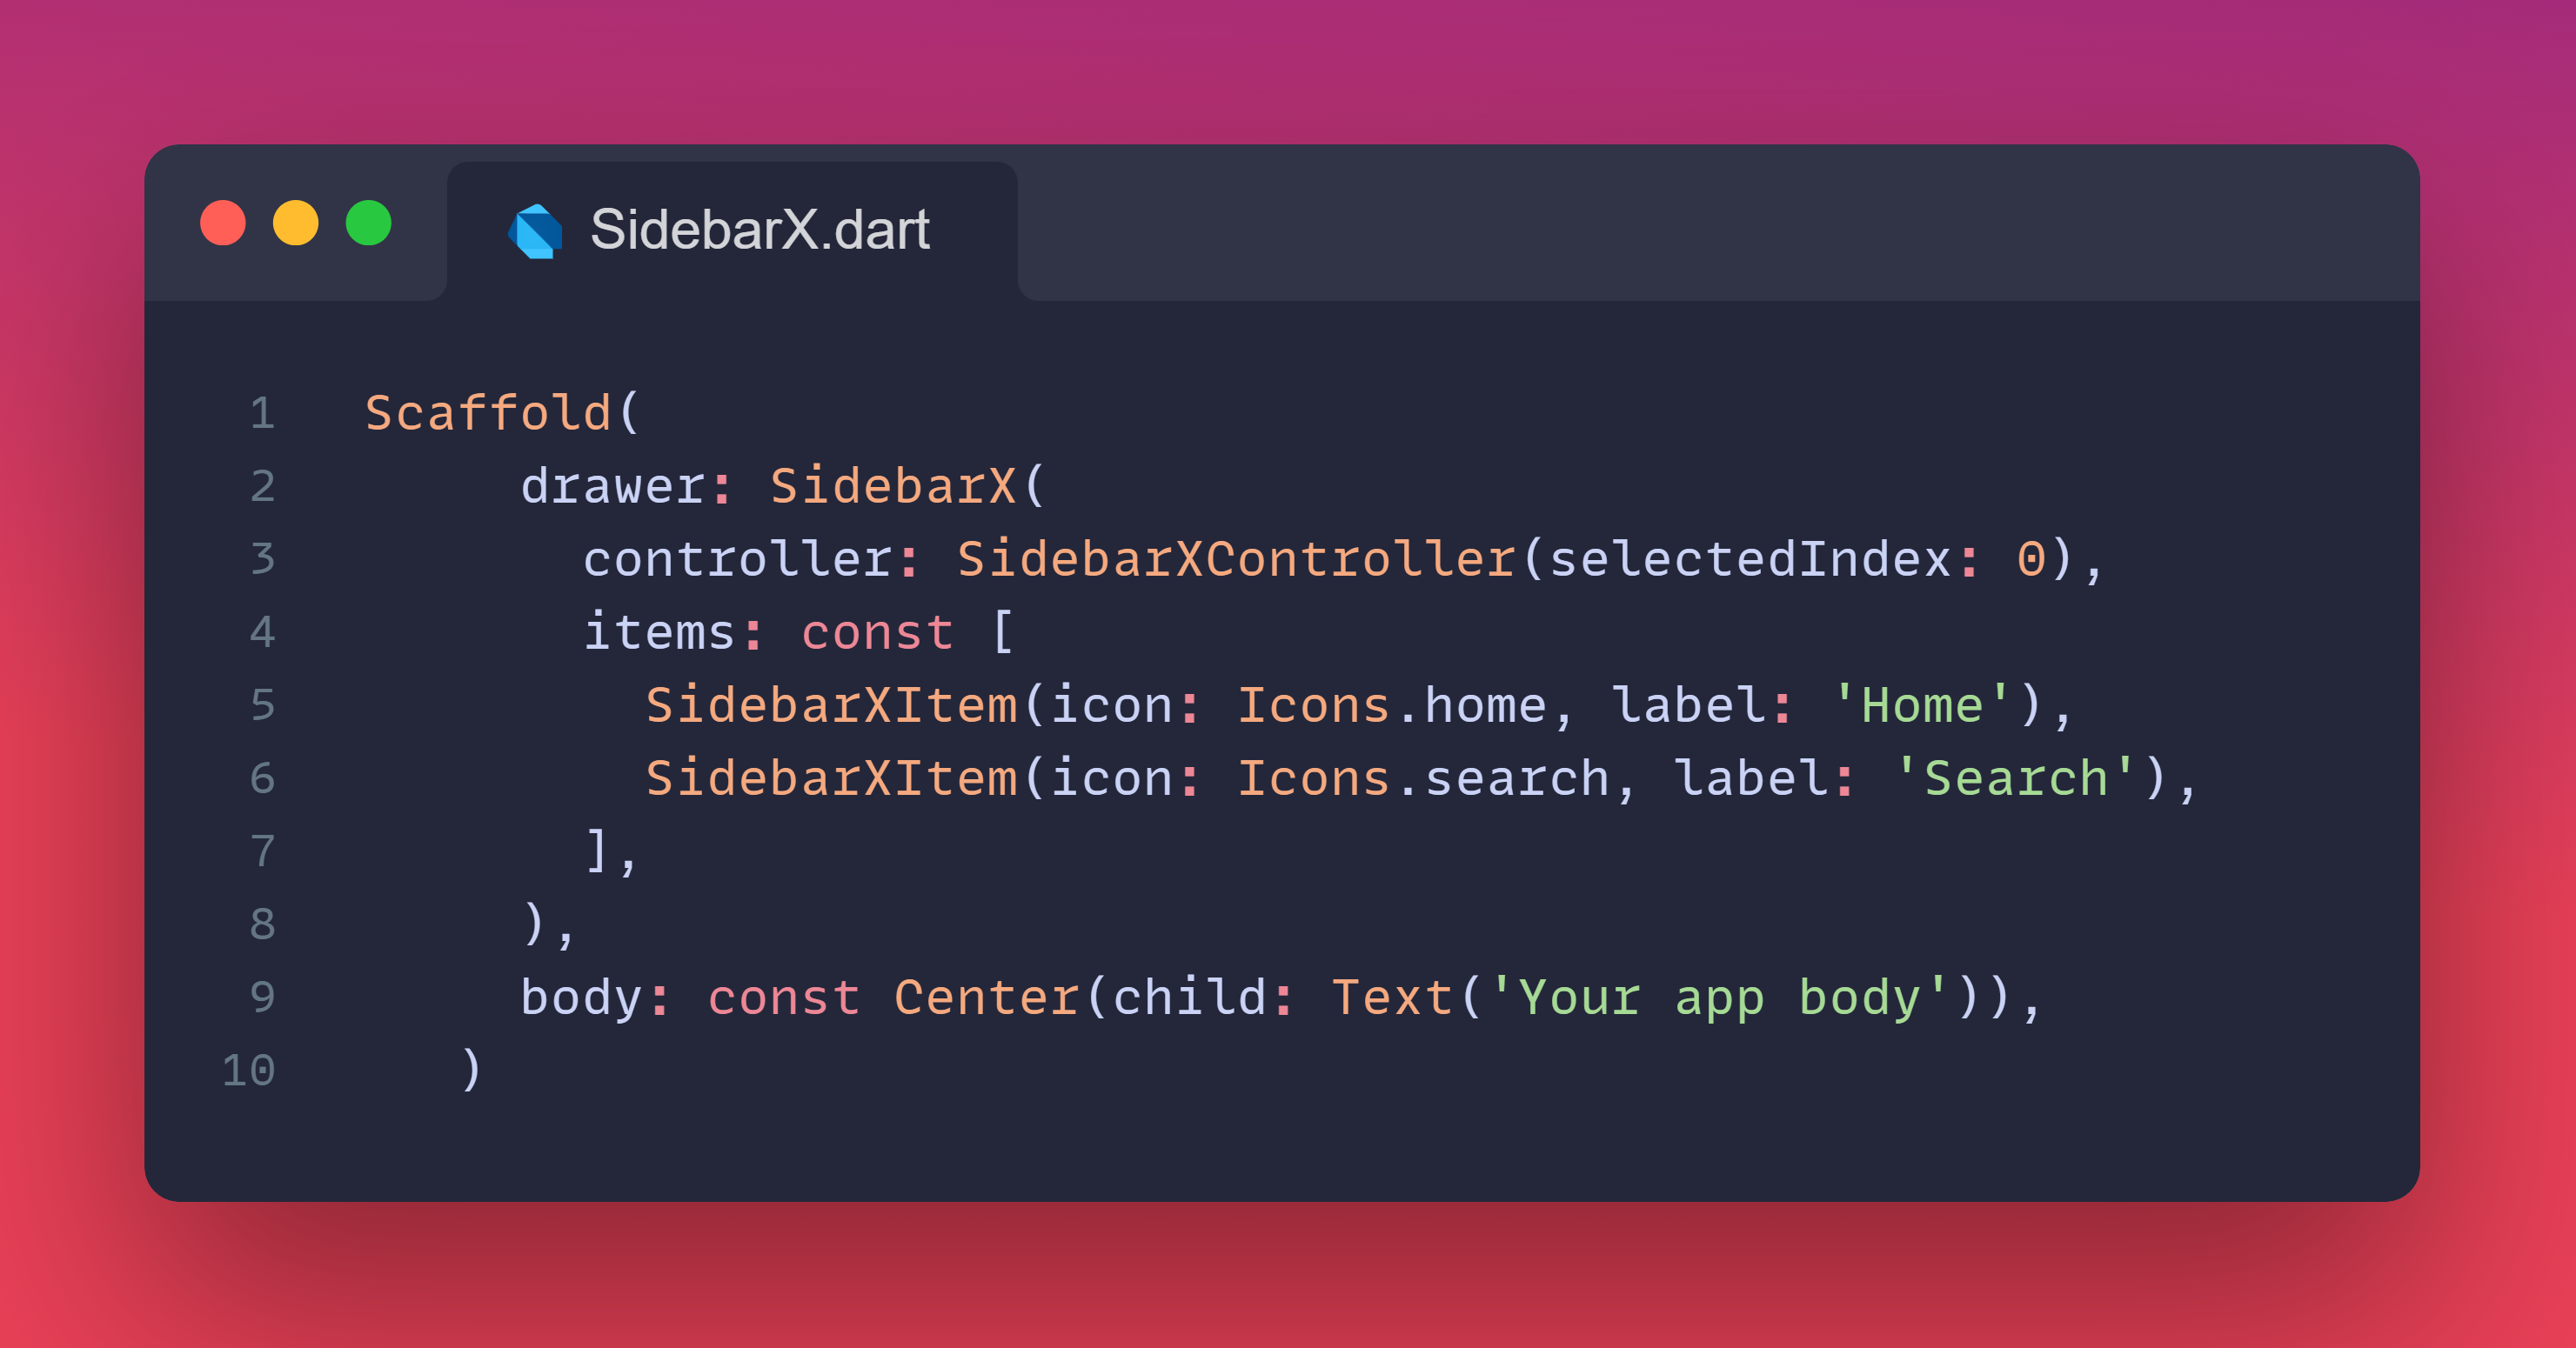 SidebarX.dart
1 Scaffold(
2      drawer: SidebarX(
3        controller: SidebarXController(selectedIndex: 0),
4        items: const [
5          SidebarXItem(icon: Icons.home, label: 'Home'),
6          SidebarXItem(icon: Icons.search, label: 'Search'),
7        ],
8      ),
9      body: const Center(child: Text('Your app body')),
10    )